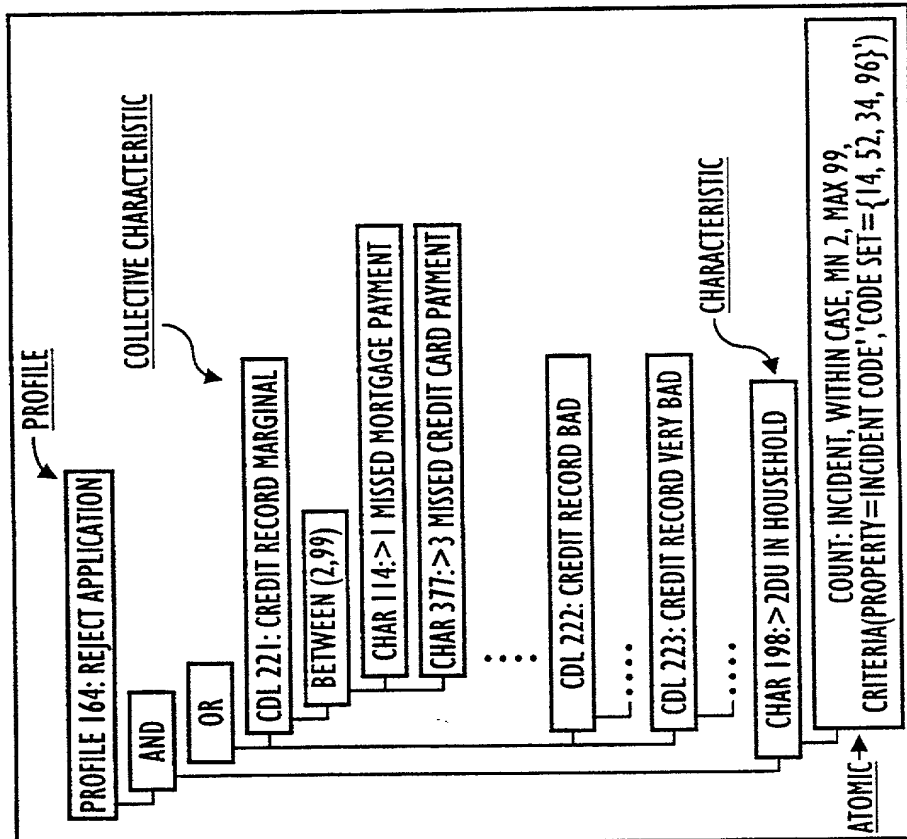 PROFILE
PROFILE 164: REJECT APPLICATION
AND
OR
COLLECTIVE CHARACTERISTIC
CDL 221: CREDIT RECORD MARGINAL
BETWEEN (2,99)
CHAR 114:>1 MISSED MORTGAGE PAYMENT
CHAR 377:>3 MISSED CREDIT CARD PAYMENT
....
CDL 222: CREDIT RECORD BAD
.....
CDL 223: CREDIT RECORD VERY BAD
.....
CHARACTERISTIC
CHAR 198:>2DU IN HOUSEHOLD
ATOMIC
COUNT: INCIDENT, WITHIN CASE, MN 2, MAX 99,
CRITERIA(PROPERTY=INCIDENT CODE','CODE SET={14, 52, 34, 96}')